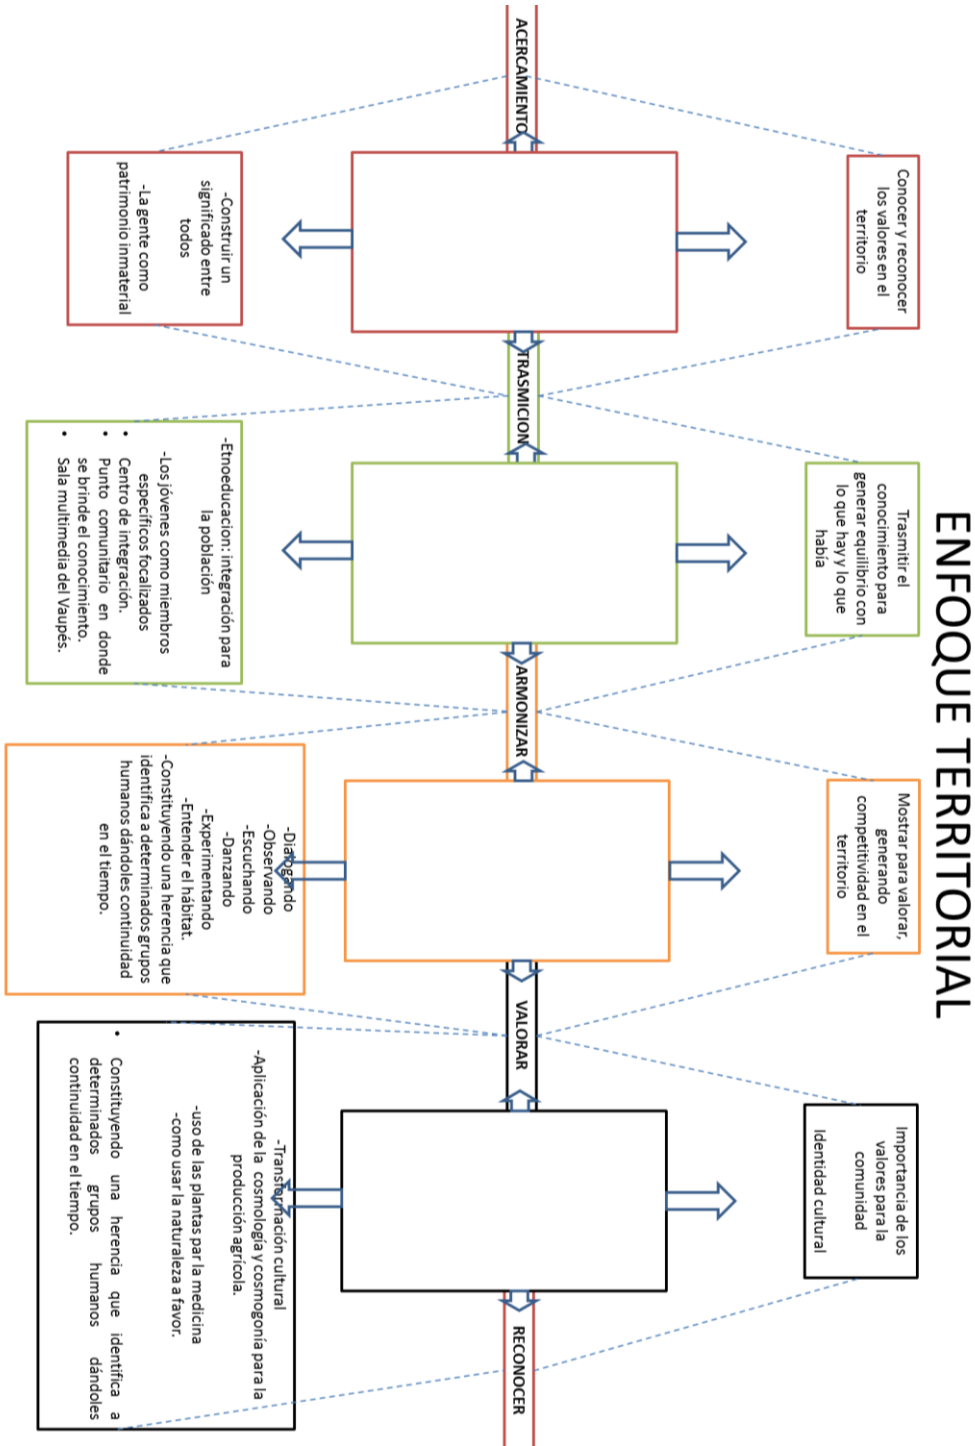 ENFOQUE TERRITORIAL
Conocer y reconocer
los valores en el
territorio
Trasmitir el
conocimiento para
generar equilibrio con
lo que hay y lo que
había
Mostrar para valorar,
generando
competitividad en el
territorio
Importancia de los
valores para la
comunidad
Identidad cultural
ACERCAMIENTO
TRASMICION
ARMONIZAR
VALORAR
RECONOCER
-Construir un
significado entre
todos
-La gente como
patrimonio inmaterial
-Etnoeducacion: integración para
la población
-Los jóvenes como miembros
específicos focalizados
• Centro de integración.
• Punto comunitario en donde
se brinde el conocimiento.
• Sala multimedia del Vaupés.
-Dialogando
-Observando
-Escuchando
-Danzando
-Experimentando
-Entender el hábitat.
-Constituyendo una herencia que
identifica a determinados grupos
humanos dándoles continuidad
en el tiempo.
-Transformación cultural
-Aplicación de la cosmología y cosmogonía para la
producción agrícola.
-uso de las plantas par la medicina
-como usar la naturaleza a favor.
• Constituyendo una herencia que identifica a
determinados grupos humanos dándoles
continuidad en el tiempo.